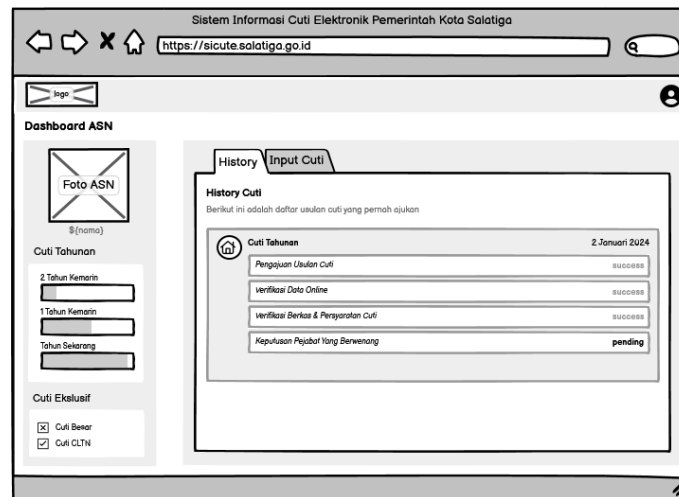 Sistem Informasi Cuti Elektronik Pemerintah Kota Salatiga
https://sicute.salatiga.go.id
logo
Dashboard ASN
Foto ASN
${nama}
Cuti Tahunan
2 Tahun Kemarin
1 Tahun Kemarin
Tahun Sekarang
Cuti Ekslusif
Cuti Besar
Cuti CLTN
History
Input Cuti
History Cuti
Berikut ini adalah daftar usulan cuti yang pernah ajukan
Cuti Tahunan 2 Januari 2024
Pengajuan Usulan Cuti success
Verifikasi Data Online success
Verifikasi Berkas & Persyaratan Cuti success
Keputusan Pejabat Yang Berwenang pending